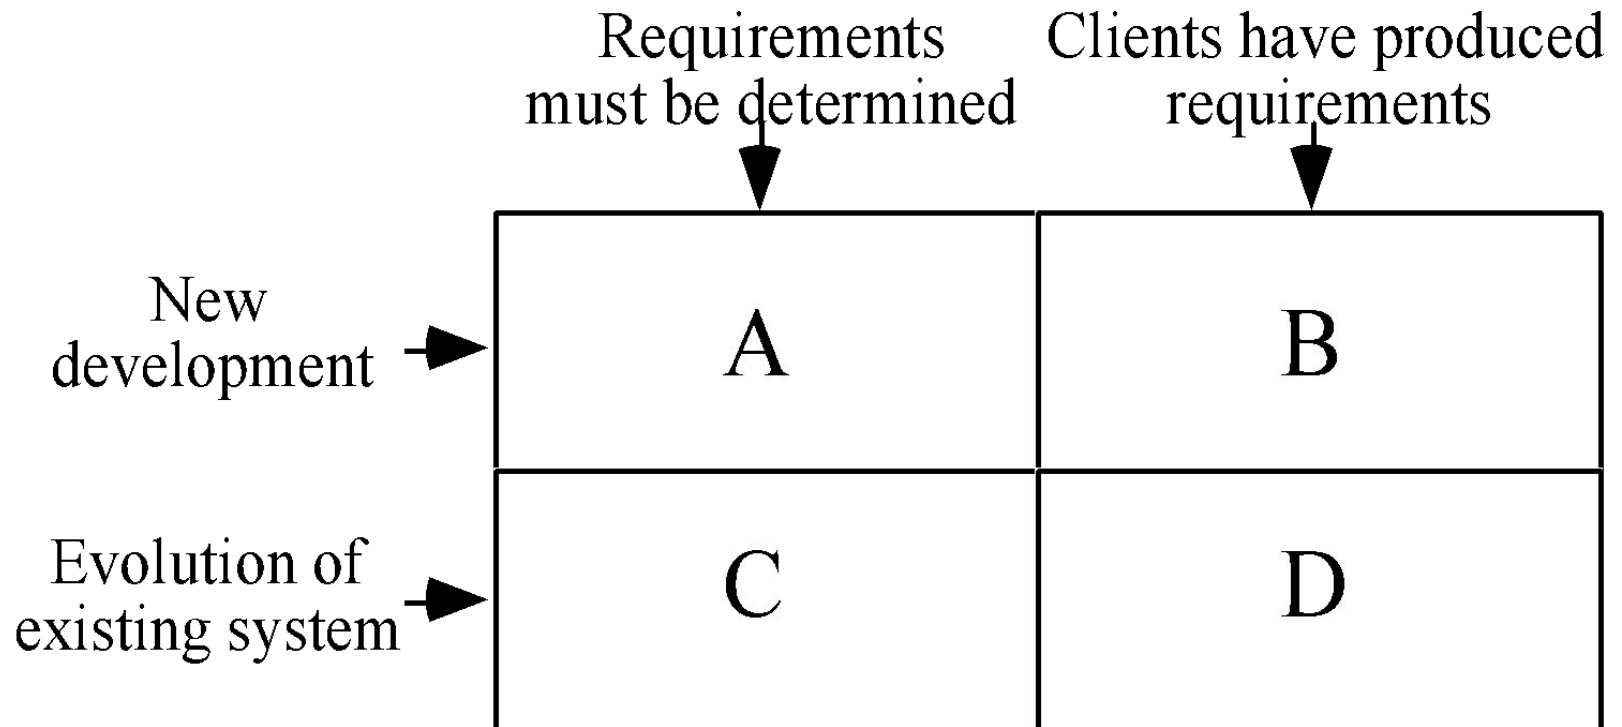 Requirements
must be determined
Clients have produced
requirements
New
development
A
B
Evolution of
existing system
C
D